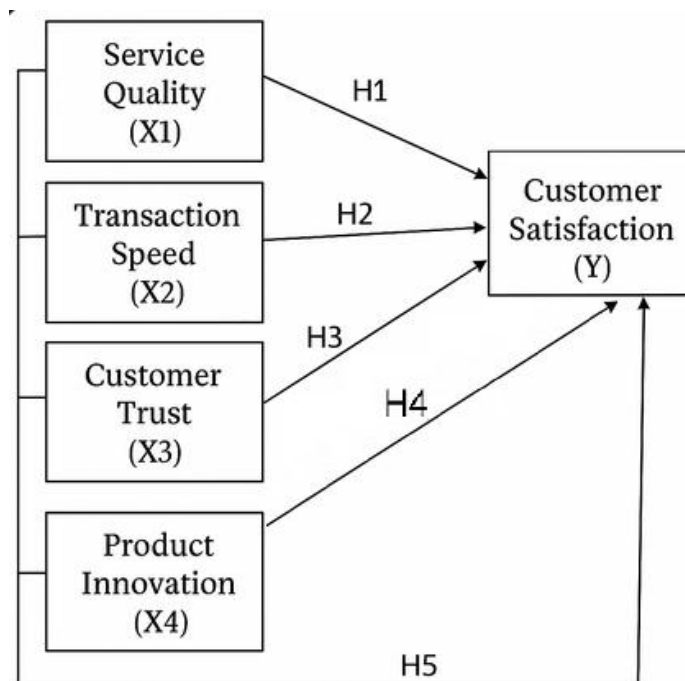 Service
Quality
(X1)
H1
Customer
Satisfaction
(Y)
Transaction
Speed
(X2)
H2
Customer
Trust
(X3)
H3
H4
Product
Innovation
(X4)
H5